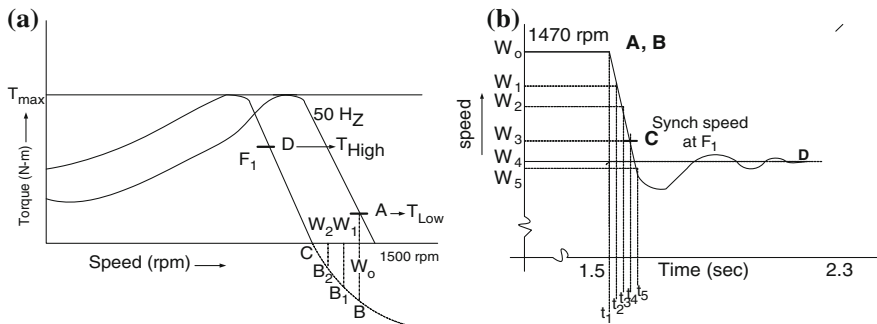 (a)
T_max
Torque (N-m)
50 H_Z
F_1
D
T_High
A
T_Low
W_2 W_1
C
B_2
B_1
B
W_o
1500 rpm
Speed (rpm)
(b)
1470 rpm
A, B
W_o
W_1
W_2
W_3
W_4
W_5
speed
C
Synch speed
at F_1
D
1.5
Time (sec)
2.3
t_1
t_2
t_3
t_4
t_5